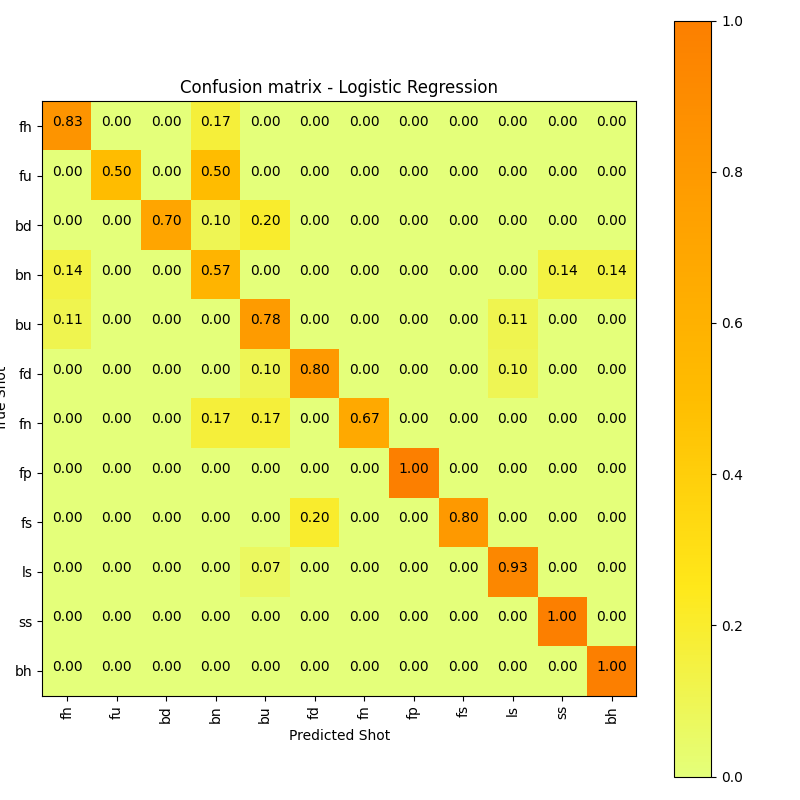 Confusion matrix - Logistic Regression
fh 0.83 0.00 0.00 0.17 0.00 0.00 0.00 0.00 0.00 0.00 0.00 0.00
fu 0.00 0.50 0.00 0.50 0.00 0.00 0.00 0.00 0.00 0.00 0.00 0.00
bd 0.00 0.00 0.70 0.10 0.20 0.00 0.00 0.00 0.00 0.00 0.00 0.00
bn 0.14 0.00 0.00 0.57 0.00 0.00 0.00 0.00 0.00 0.00 0.14 0.14
bu 0.11 0.00 0.00 0.00 0.78 0.00 0.00 0.00 0.00 0.11 0.00 0.00
fd 0.00 0.00 0.00 0.00 0.10 0.80 0.00 0.00 0.00 0.10 0.00 0.00
fn 0.00 0.00 0.00 0.17 0.17 0.00 0.67 0.00 0.00 0.00 0.00 0.00
fp 0.00 0.00 0.00 0.00 0.00 0.00 0.00 1.00 0.00 0.00 0.00 0.00
fs 0.00 0.00 0.00 0.00 0.00 0.20 0.00 0.00 0.80 0.00 0.00 0.00
ls 0.00 0.00 0.00 0.00 0.07 0.00 0.00 0.00 0.00 0.93 0.00 0.00
ss 0.00 0.00 0.00 0.00 0.00 0.00 0.00 0.00 0.00 0.00 1.00 0.00
bh 0.00 0.00 0.00 0.00 0.00 0.00 0.00 0.00 0.00 0.00 0.00 1.00
fh fu bd bn bu fd fn fp fs ls ss bh
Predicted Shot
True Shot
1.0
0.8
0.6
0.4
0.2
0.0